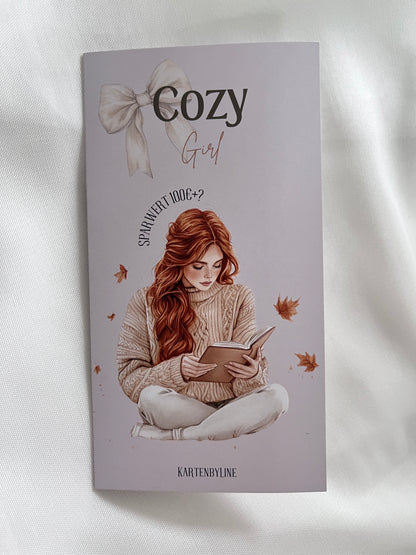 Cozy
Girl
SPARWERT 100€+?
KARTENBYLINE